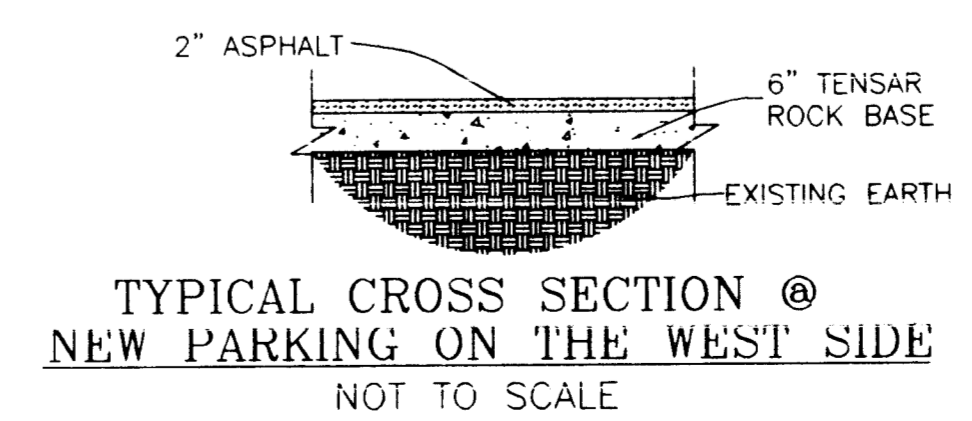 2" ASPHALT
6" TENSAR
ROCK BASE
EXISTING EARTH
TYPICAL CROSS SECTION @
NEW PARKING ON THE WEST SIDE
NOT TO SCALE